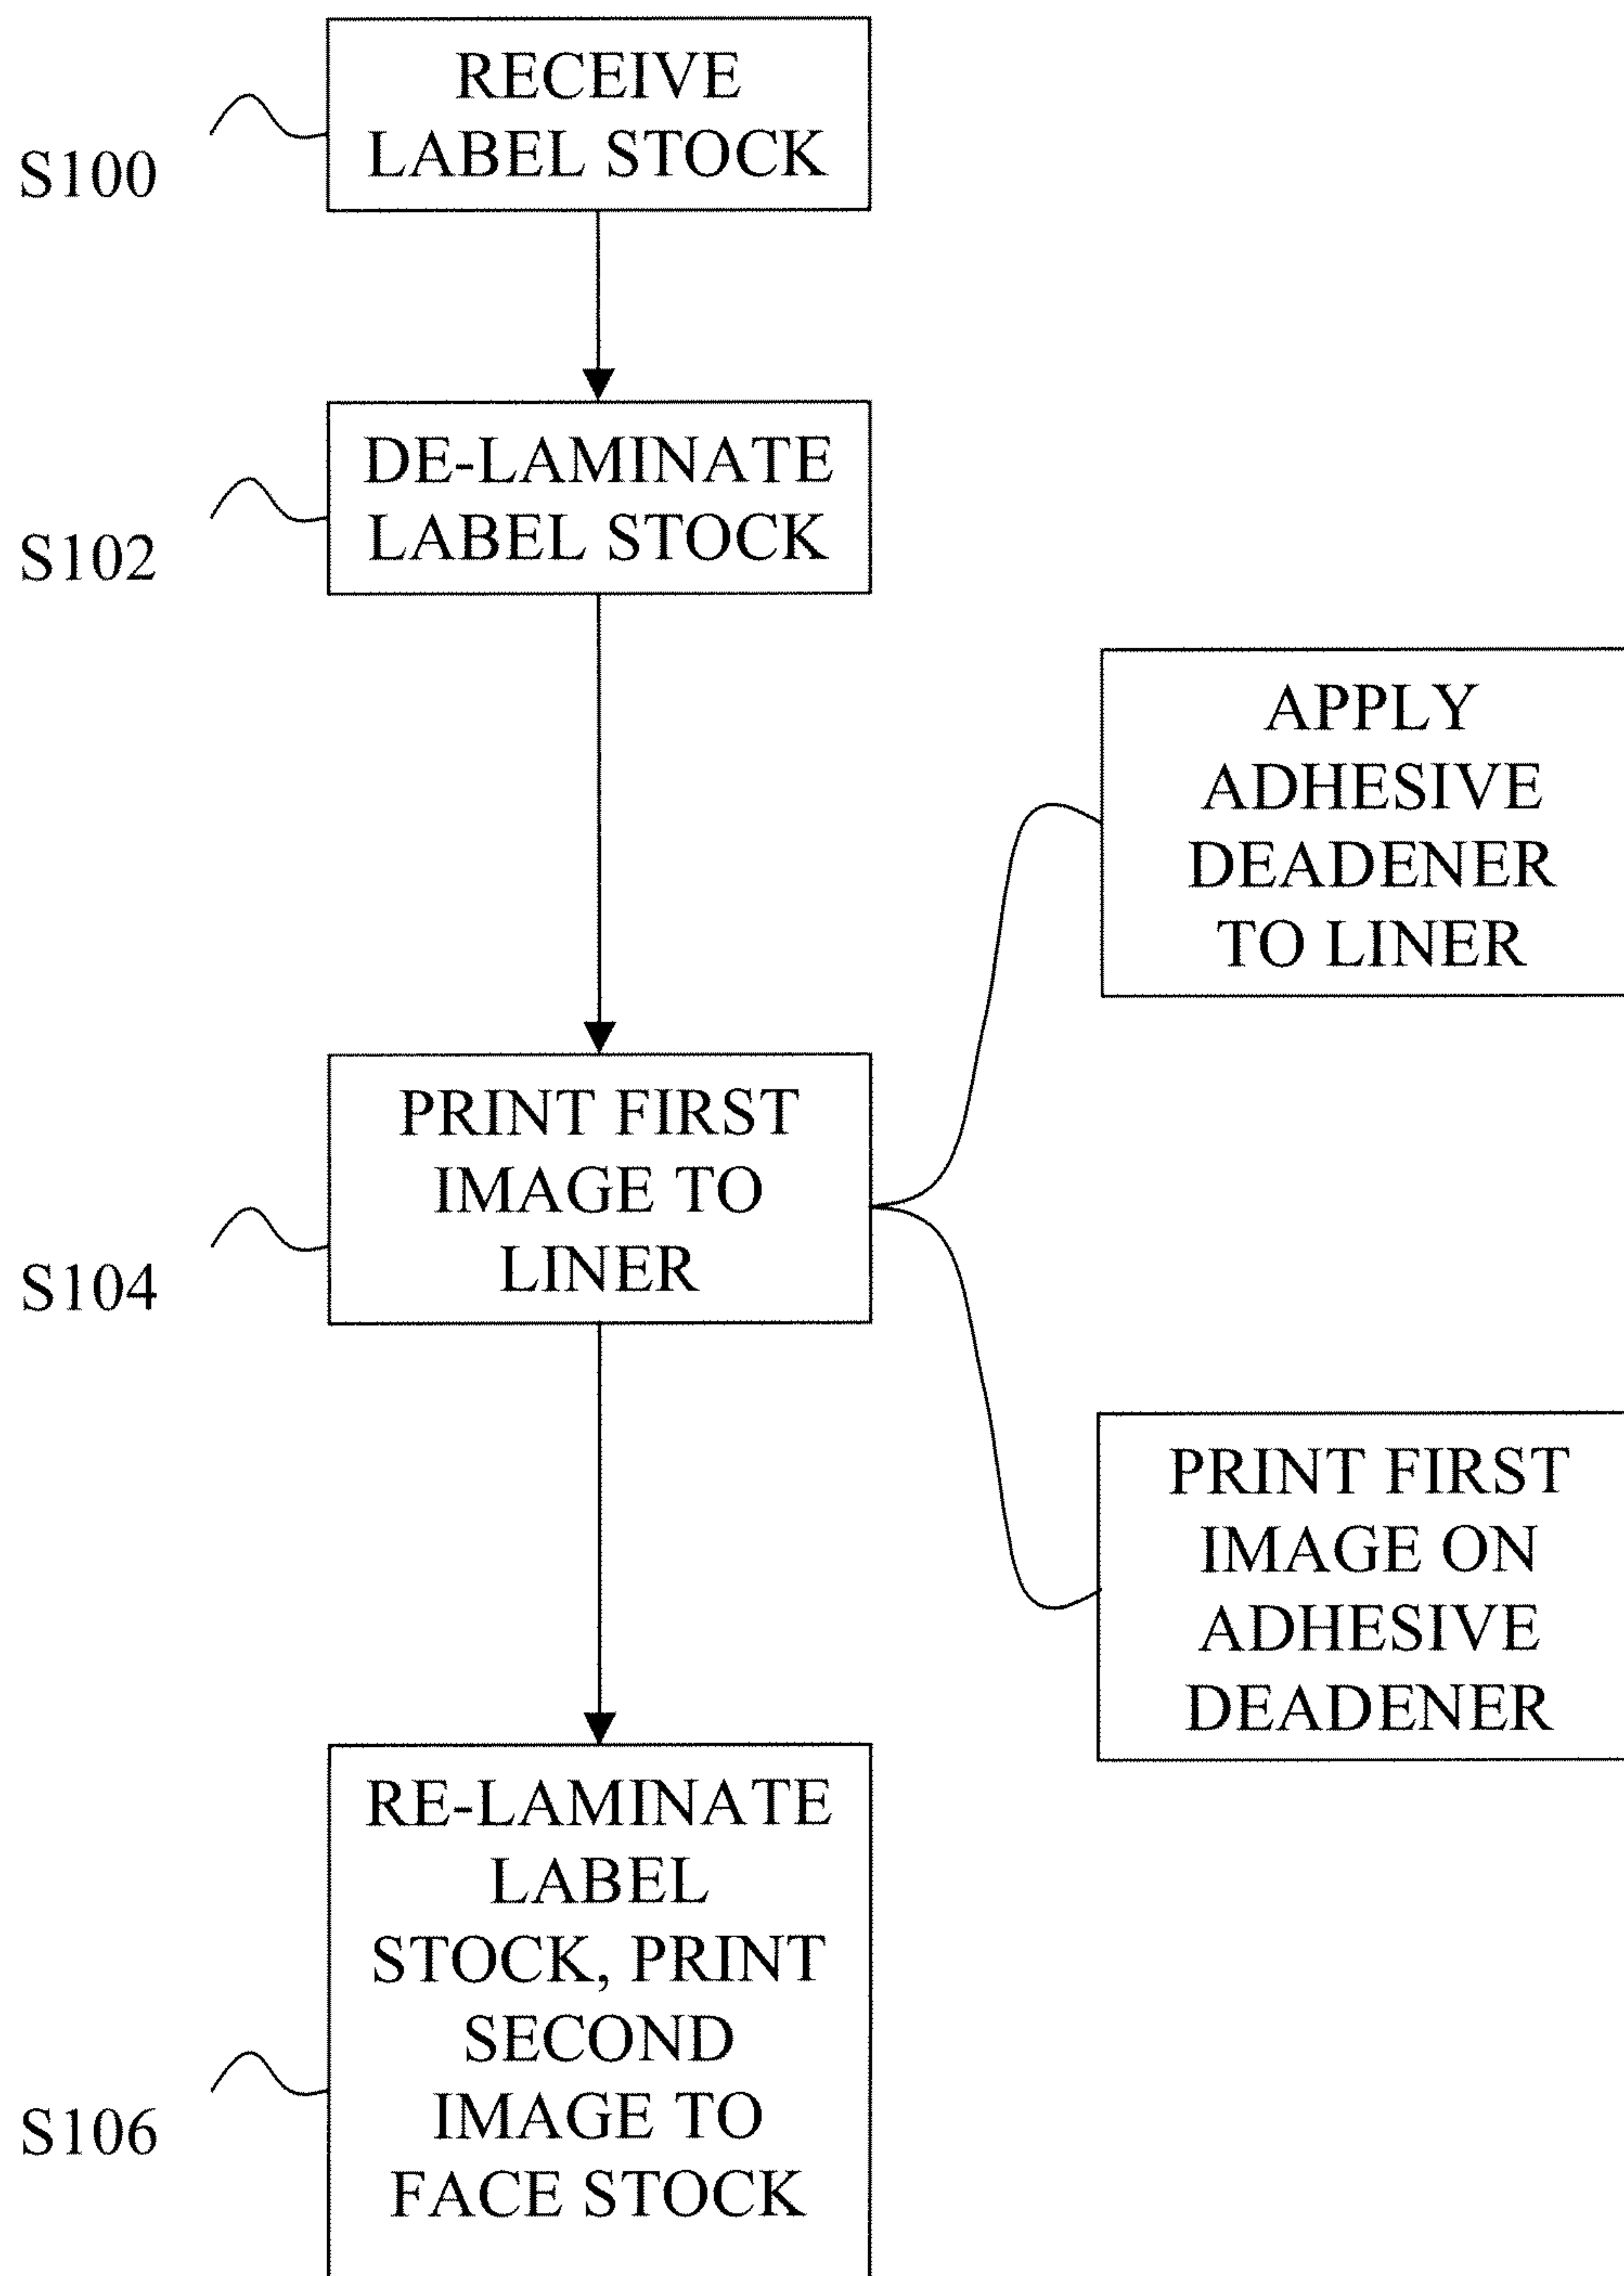 RECEIVE
LABEL STOCK
S100
DE-LAMINATE
LABEL STOCK
S102
APPLY
ADHESIVE
DEADENER
TO LINER
PRINT FIRST
IMAGE TO
LINER
S104
PRINT FIRST
IMAGE ON
ADHESIVE
DEADENER
RE-LAMINATE
LABEL
STOCK, PRINT
SECOND
IMAGE TO
FACE STOCK
S106